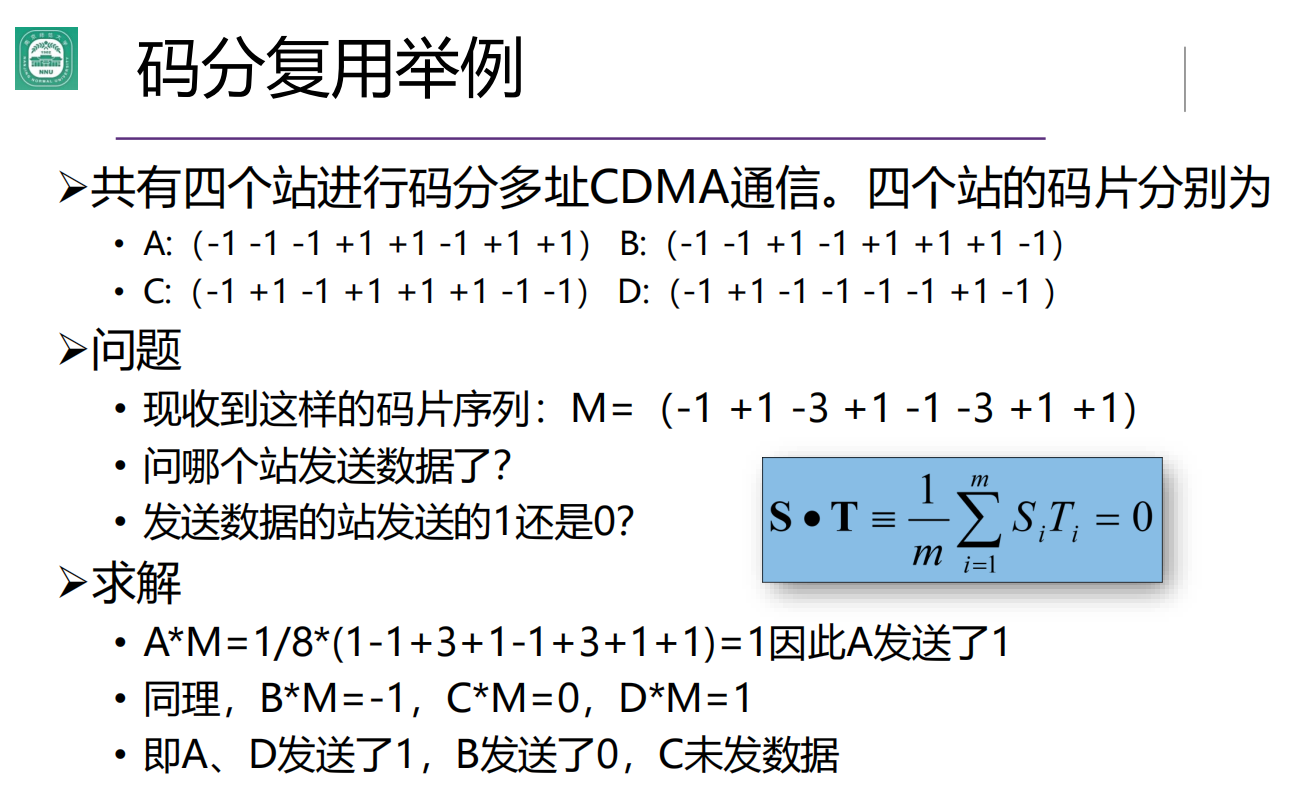 码分复用举例
➢共有四个站进行码分多址CDMA通信。四个站的码片分别为
• A:（-1 -1 -1 +1 +1 -1 +1 +1） B:（-1 -1 +1 -1 +1 +1 +1 -1）
• C:（-1 +1 -1 +1 +1 +1 -1 -1） D:（-1 +1 -1 -1 -1 -1 +1 -1 ）
➢问题
• 现收到这样的码片序列：M=（-1 +1 -3 +1 -1 -3 +1 +1）
• 问哪个站发送数据了？
• 发送数据的站发送的1还是0？
S • T ≡ 1/m ∑_{i=1}^{m} S_i T_i = 0
➢求解
• A*M=1/8*(1-1+3+1-1+3+1+1)=1因此A发送了1
• 同理，B*M=-1，C*M=0，D*M=1
• 即A、D发送了1，B发送了0，C未发数据
NNU